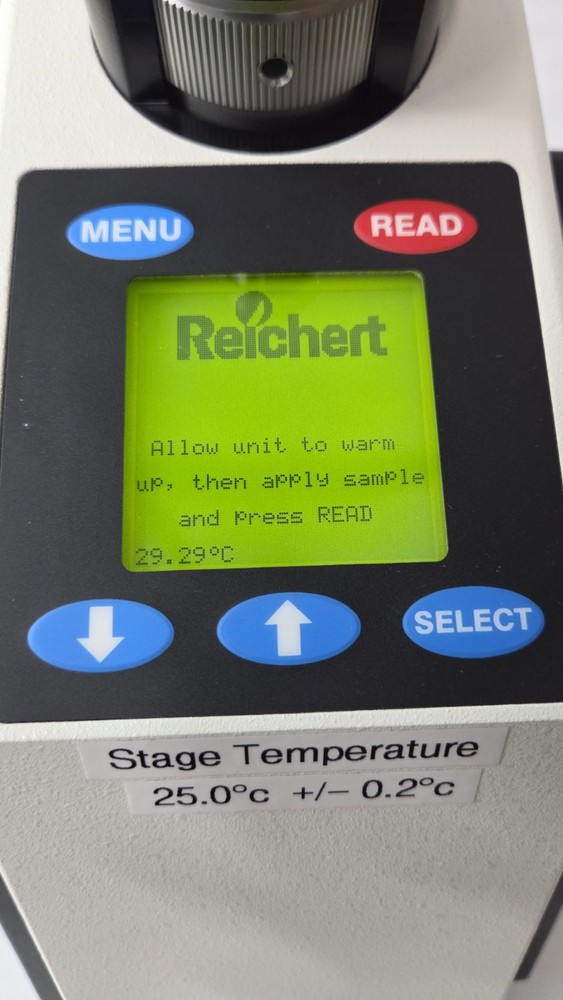 MENU
READ
Reichert
Allow unit to warm
up, then apply sample
and press READ
29.29°C
SELECT
Stage Temperature
25.0°c +/- 0.2°c